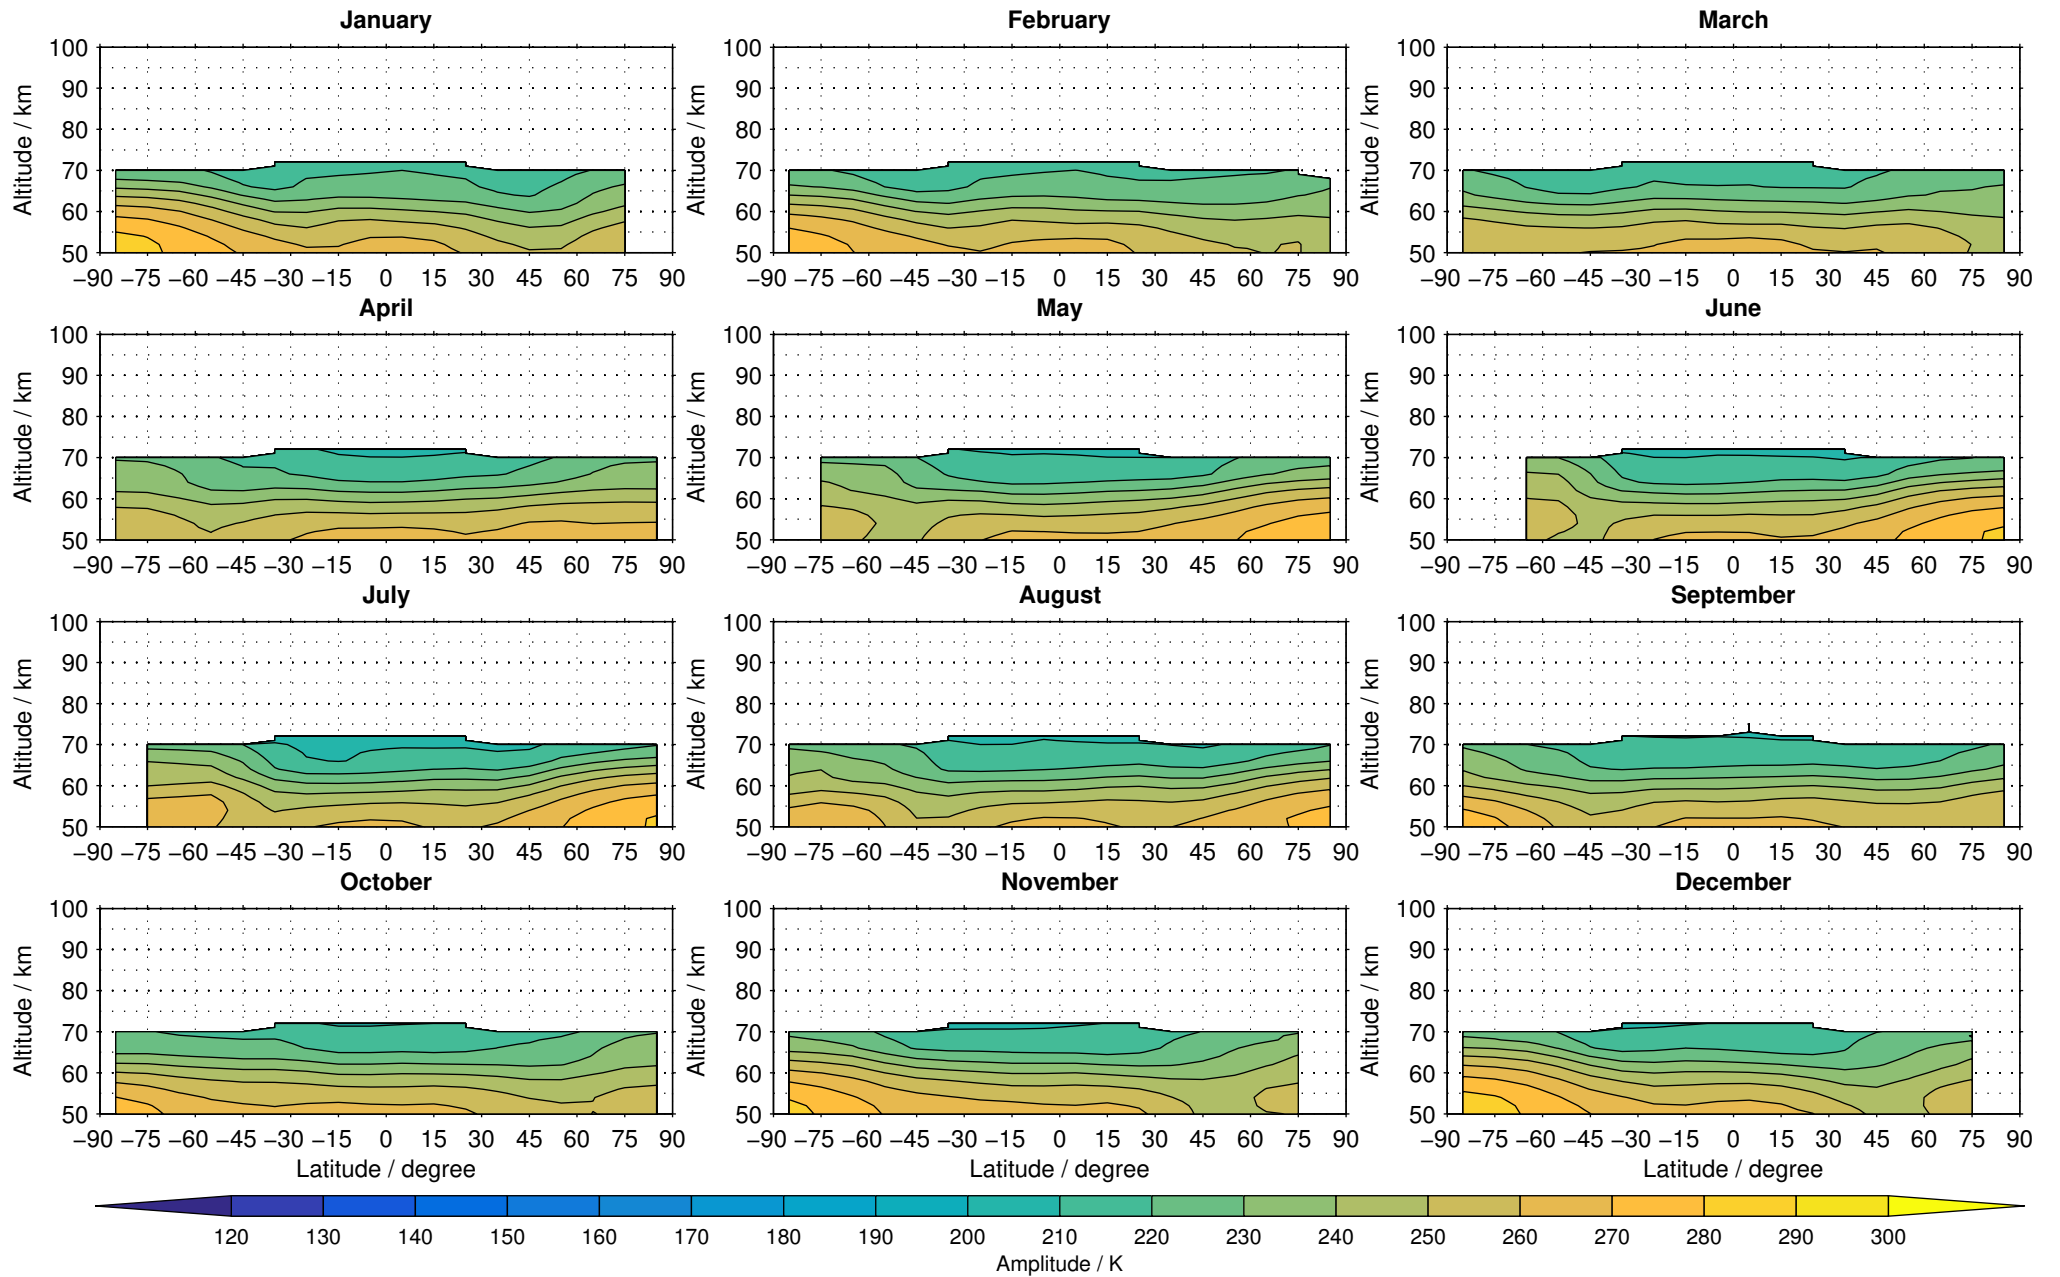 January February March
100 100 100
90 90 90
80 80 80
70 70 70
60 60 60
50 50 50
Altitude / km Altitude / km Altitude / km
−90 −75 −60 −45 −30 −15 0 15 30 45 60 75 90 −90 −75 −60 −45 −30 −15 0 15 30 45 60 75 90 −90 −75 −60 −45 −30 −15 0 15 30 45 60 75 90
April May June
100 100 100
90 90 90
80 80 80
70 70 70
60 60 60
50 50 50
Altitude / km Altitude / km Altitude / km
−90 −75 −60 −45 −30 −15 0 15 30 45 60 75 90 −90 −75 −60 −45 −30 −15 0 15 30 45 60 75 90 −90 −75 −60 −45 −30 −15 0 15 30 45 60 75 90
July August September
100 100 100
90 90 90
80 80 80
70 70 70
60 60 60
50 50 50
Altitude / km Altitude / km Altitude / km
−90 −75 −60 −45 −30 −15 0 15 30 45 60 75 90 −90 −75 −60 −45 −30 −15 0 15 30 45 60 75 90 −90 −75 −60 −45 −30 −15 0 15 30 45 60 75 90
October November December
100 100 100
90 90 90
80 80 80
70 70 70
60 60 60
50 50 50
Altitude / km Altitude / km Altitude / km
−90 −75 −60 −45 −30 −15 0 15 30 45 60 75 90 −90 −75 −60 −45 −30 −15 0 15 30 45 60 75 90 −90 −75 −60 −45 −30 −15 0 15 30 45 60 75 90
Latitude / degree Latitude / degree Latitude / degree
120 130 140 150 160 170 180 190 200 210 220 230 240 250 260 270 280 290 300
Amplitude / K